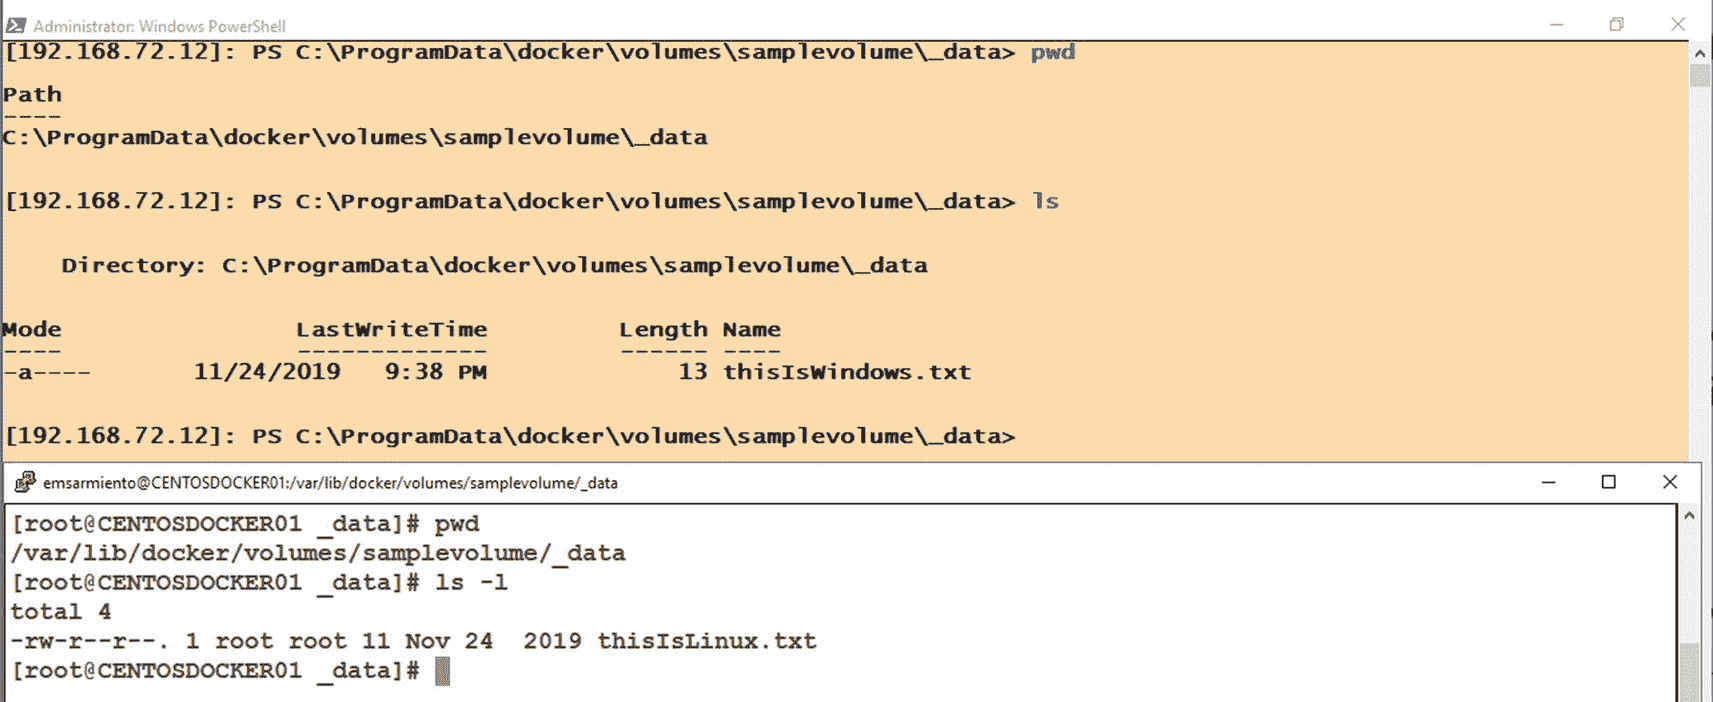 Administrator: Windows PowerShell
[192.168.72.12]: PS C:\ProgramData\docker\volumes\samplevolume\_data> pwd
Path
----
C:\ProgramData\docker\volumes\samplevolume\_data
[192.168.72.12]: PS C:\ProgramData\docker\volumes\samplevolume\_data> ls
    Directory: C:\ProgramData\docker\volumes\samplevolume\_data
Mode                LastWriteTime         Length Name
----                -------------         ------ ----
-a----       11/24/2019   9:38 PM             13 thisIsWindows.txt
[192.168.72.12]: PS C:\ProgramData\docker\volumes\samplevolume\_data>
emsarmiento@CENTOSDOCKER01:/var/lib/docker/volumes/samplevolume/_data
[root@CENTOSDOCKER01 _data]# pwd
/var/lib/docker/volumes/samplevolume/_data
[root@CENTOSDOCKER01 _data]# ls -l
total 4
-rw-r--r--. 1 root root 11 Nov 24  2019 thisIsLinux.txt
[root@CENTOSDOCKER01 _data]#